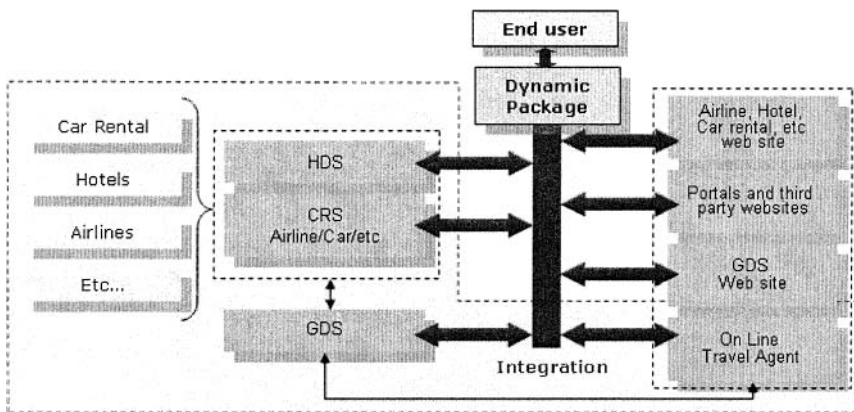 End user
Dynamic
Package
Car Rental
Hotels
Airlines
Etc...
HDS
CRS
Airline/Car/etc
GDS
Integration
Airline, Hotel,
Car rental, etc
web site
Portals and third
party websites
GDS
Web site
On Line
Travel Agent